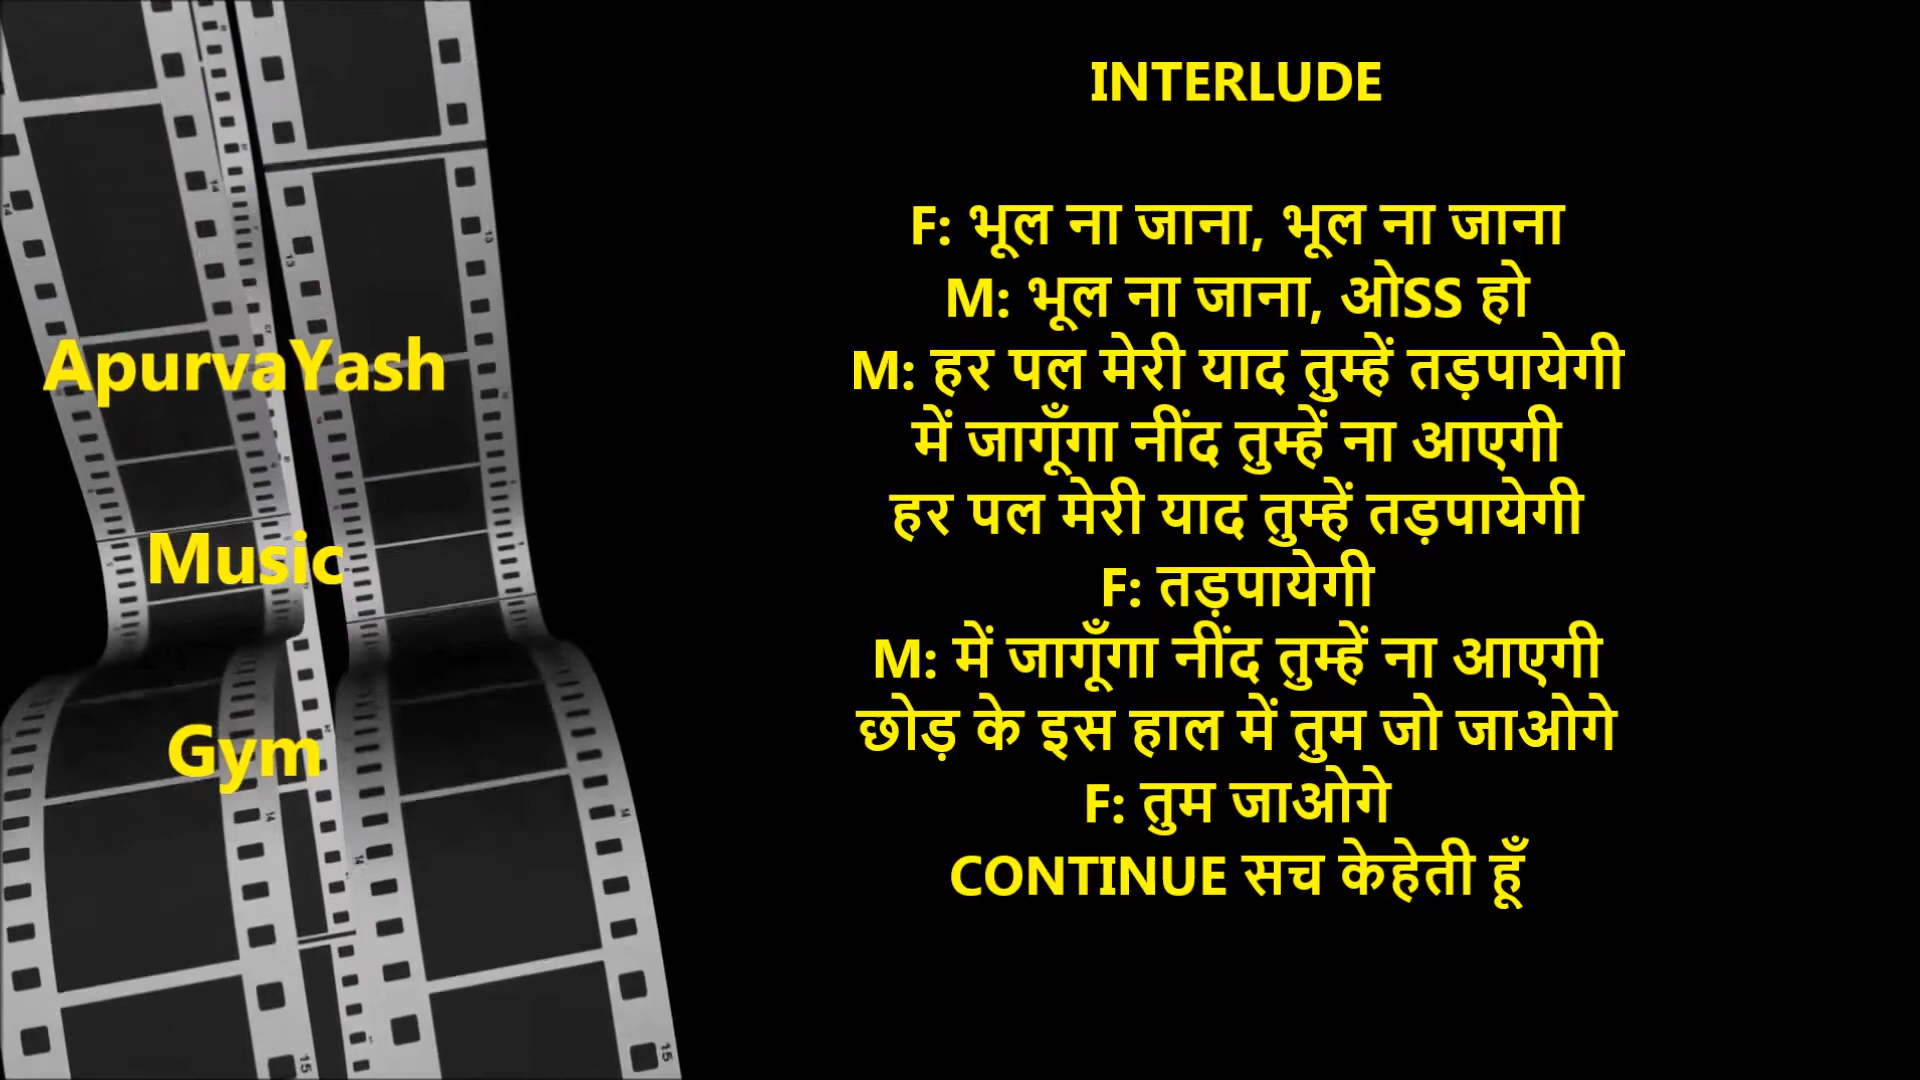 ApurvaYash
Music
Gym
INTERLUDE
F: भूल ना जाना, भूल ना जाना
M: भूल ना जाना, ओSS हो
M: हर पल मेरी याद तुम्हें तड़पायेगी
में जागूँगा नींद तुम्हें ना आएगी
हर पल मेरी याद तुम्हें तड़पायेगी
F: तड़पायेगी
M: में जागूँगा नींद तुम्हें ना आएगी
छोड़ के इस हाल में तुम जो जाओगे
F: तुम जाओगे
CONTINUE सच केहेती हूँ